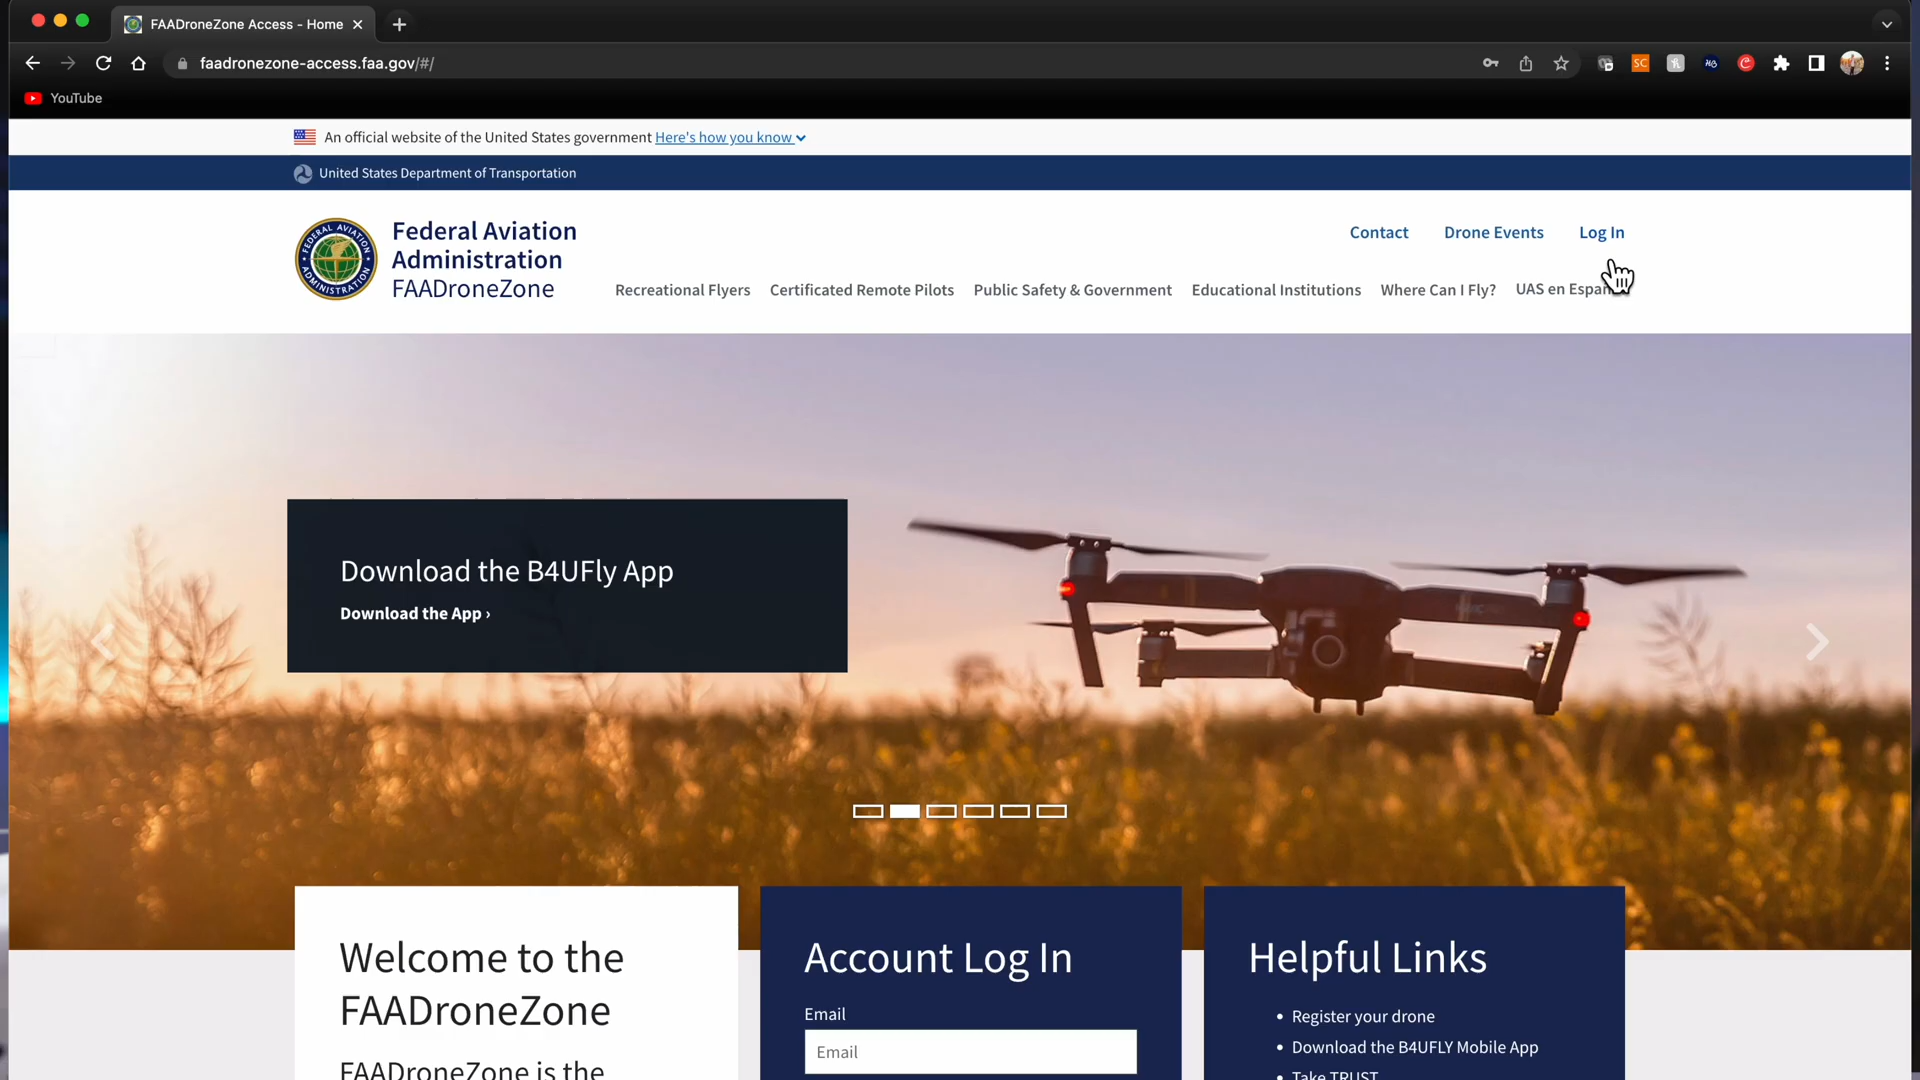 FAADroneZone Access - Home
faadronezone-access.faa.gov/#/
SC
YouTube
An official website of the United States government Here's how you know
United States Department of Transportation
FEDERAL AVIATION
ADMINISTRATION
Federal Aviation
Administration
FAADroneZone
Contact Drone Events Log In
Recreational Flyers Certificated Remote Pilots Public Safety & Government Educational Institutions Where Can I Fly? UAS en
Download the B4UFly App
Download the App ›
Welcome to the
FAADroneZone
FAADroneZone is the
Account Log In
Email
Email
Helpful Links
• Register your drone
• Download the B4UFLY Mobile App
Take TRUST